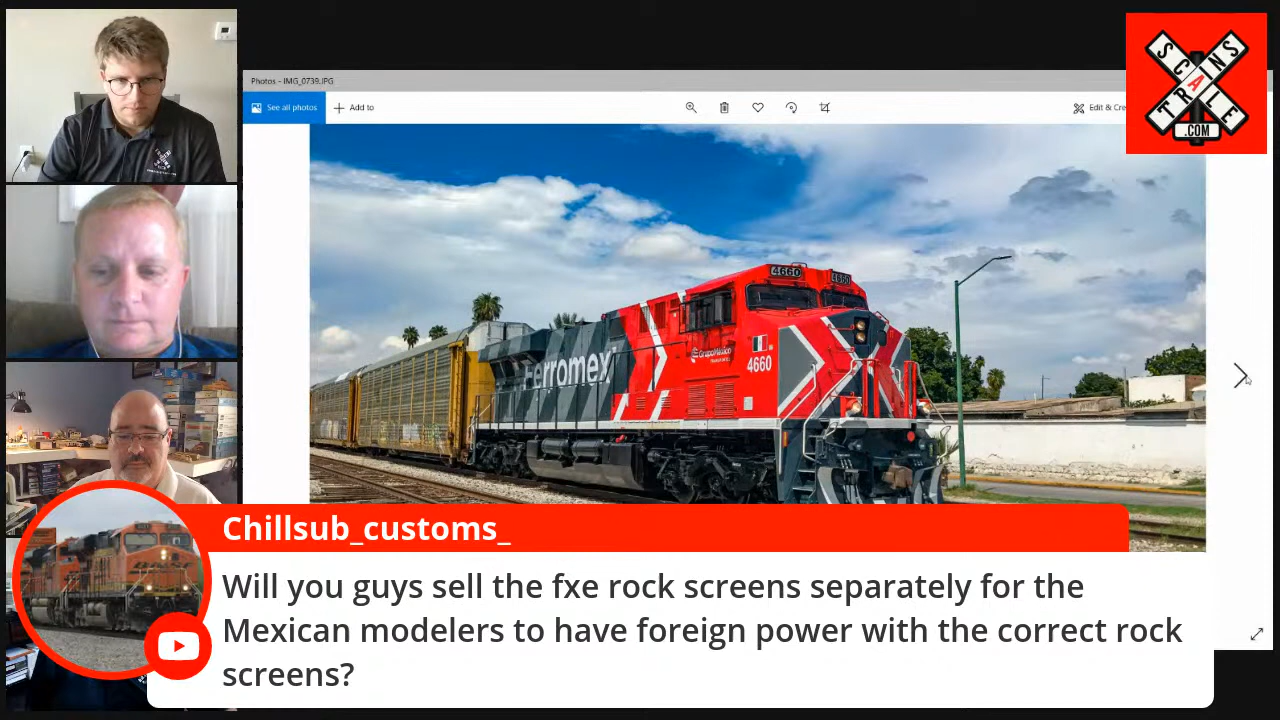 Photos - IMG_0739.JPG
See all photos
Add to
Edit & Cre
SCALE
TRAINS
.COM
4660
4660
Ferromex
GrupoMéxico
4660
Chillsub_customs_
Will you guys sell the fxe rock screens separately for the
Mexican modelers to have foreign power with the correct rock
screens?